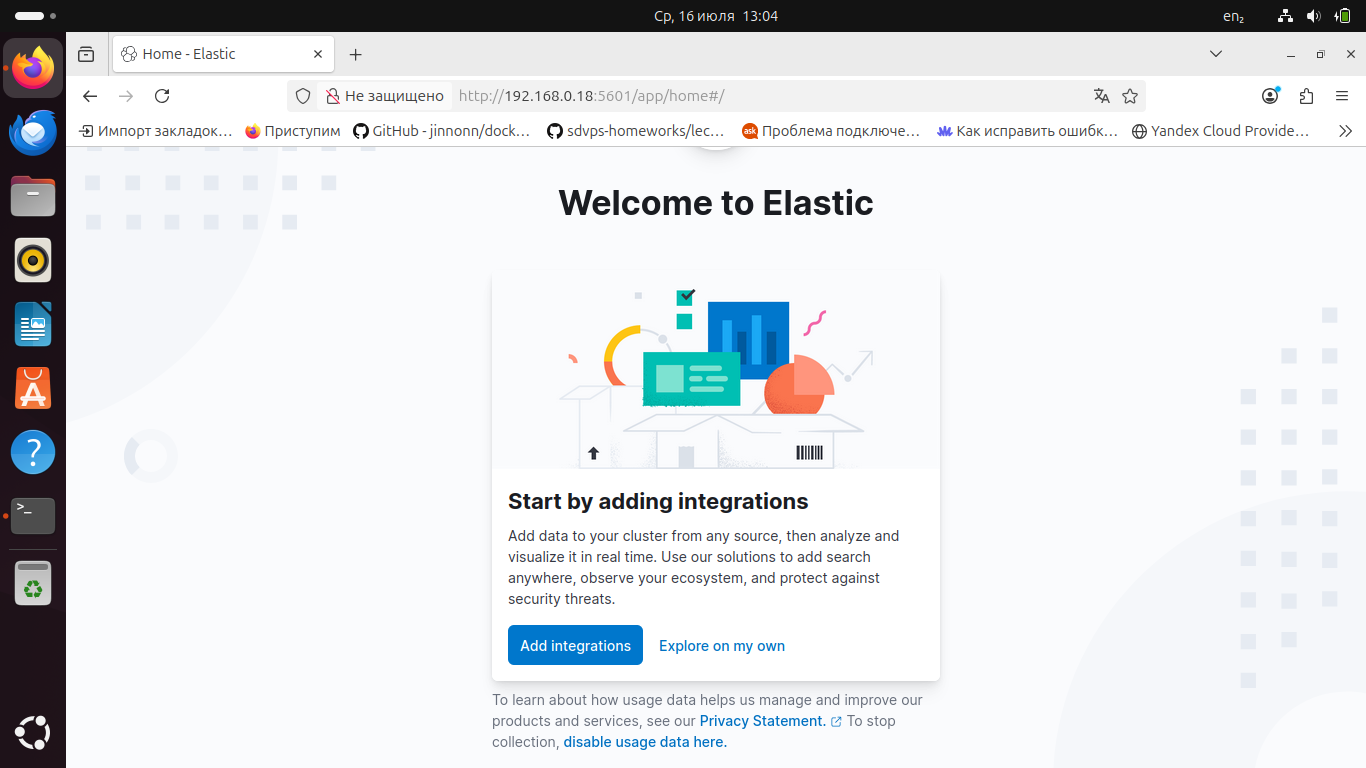 Ср, 16 июля 13:04
en₂
Home - Elastic
Не защищено
http://192.168.0.18:5601/app/home#/
Импорт закладок…
Приступим
GitHub - jinnonn/dock…
sdvps-homeworks/lec…
ask
Проблема подключе…
Как исправить ошибк…
Yandex Cloud Provide…
Welcome to Elastic
Start by adding integrations
Add data to your cluster from any source, then analyze and
visualize it in real time. Use our solutions to add search
anywhere, observe your ecosystem, and protect against
security threats.
Add integrations
Explore on my own
To learn about how usage data helps us manage and improve our
products and services, see our Privacy Statement. To stop
collection, disable usage data here.